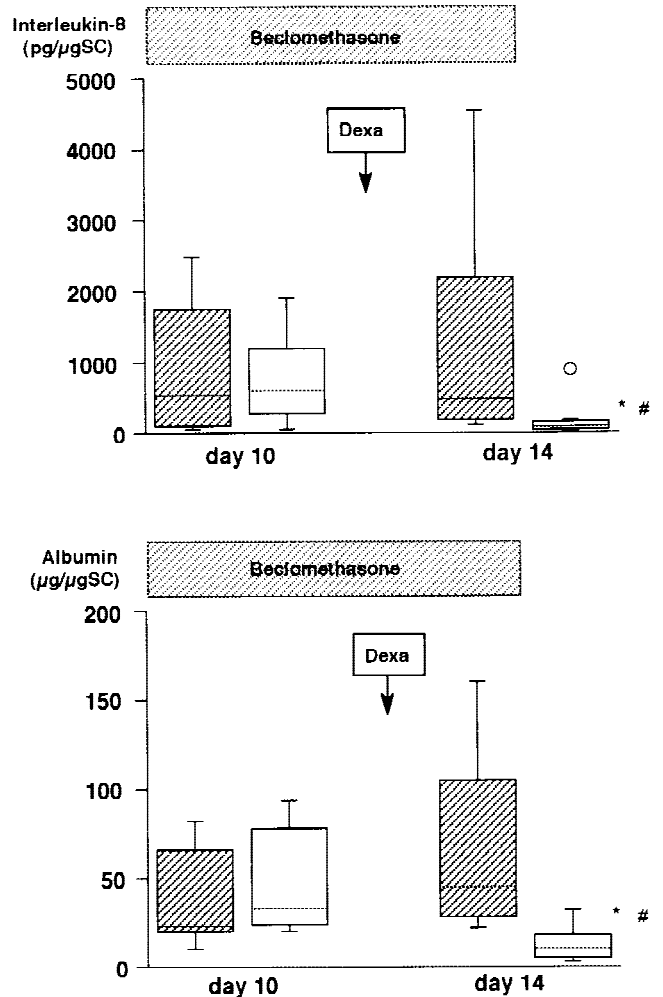 Interleukin-8
(pg/µgSC)
Beclomethasone
5000
4000
3000
2000
1000
0
Dexa
* #
day 10
day 14
Albumin
(µg/µgSC)
Beclomethasone
200
150
100
50
0
Dexa
* #
day 10
day 14